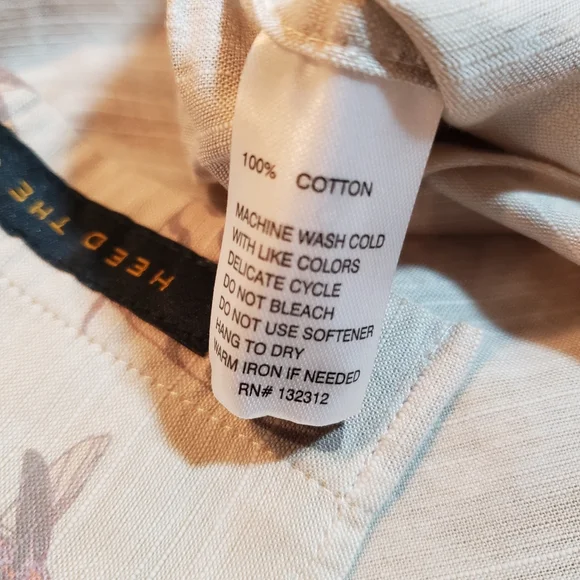 100% COTTON
MACHINE WASH COLD
WITH LIKE COLORS
DELICATE CYCLE
DO NOT BLEACH
DO NOT USE SOFTENER
HANG TO DRY
WARM IRON IF NEEDED
RN# 132312
HEED THE